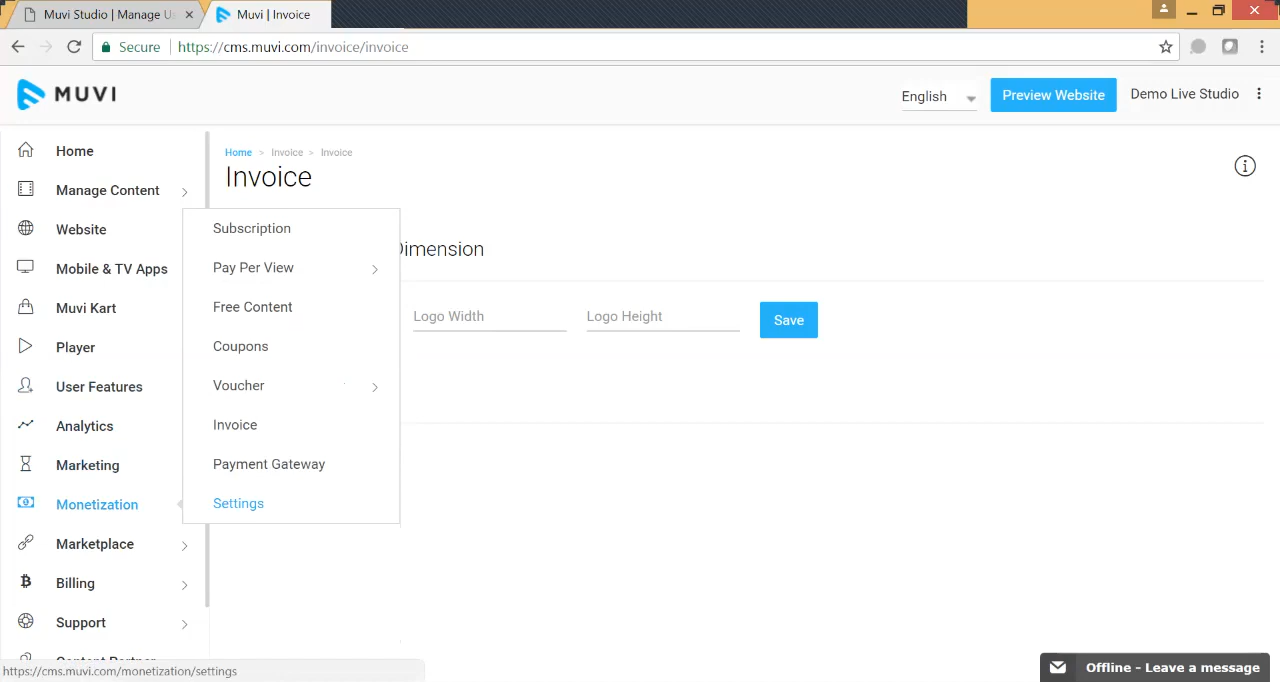 Muvi Studio | Manage Us
Muvi | Invoice
Secure
https://cms.muvi.com/invoice/invoice
MUVI
English
Preview Website
Demo Live Studio
Home
Manage Content
Website
Mobile & TV Apps
Muvi Kart
Player
User Features
Analytics
Marketing
Monetization
Marketplace
Billing
Support
Content Partner
Home > Invoice > Invoice
Invoice
Subscription
Pay Per View
Free Content
Coupons
Voucher
Invoice
Payment Gateway
Settings
Dimension
Logo Width
Logo Height
Save
https://cms.muvi.com/monetization/settings
Offline - Leave a message